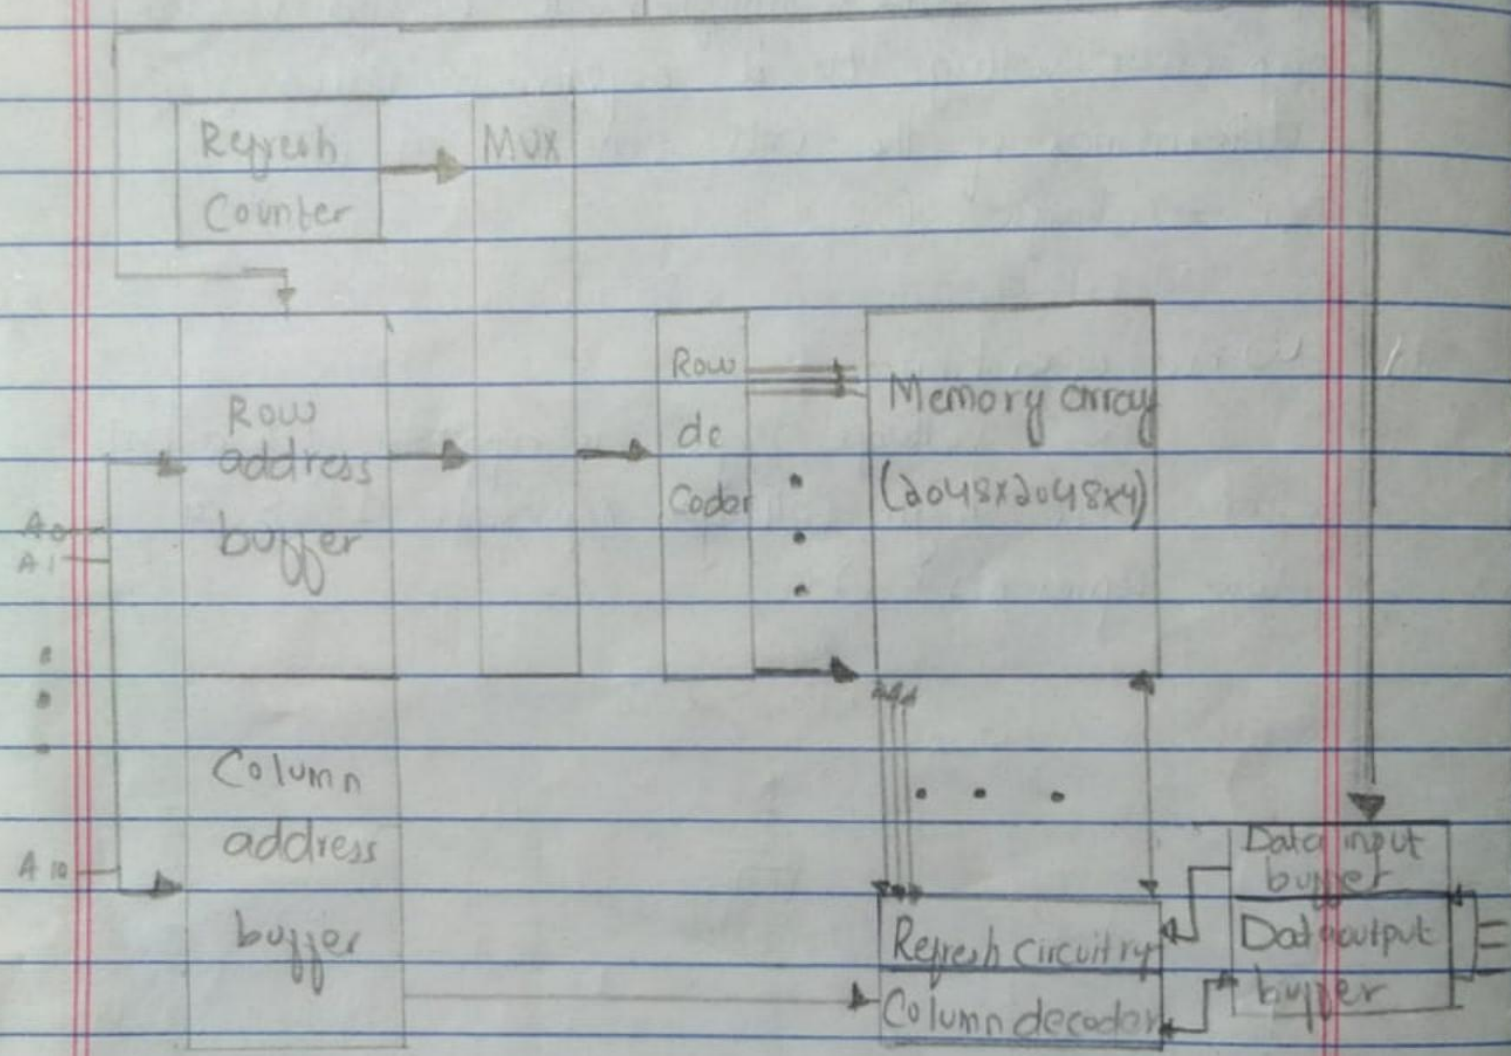 Refresh
Counter
MUX
Row
address
buffer
Row
de
Coder
Memory array
(2048x2048x4)
A0
A1
A10
Column
address
buffer
Refresh Circuitry
Column decoder
Data input
buffer
Data output
buffer